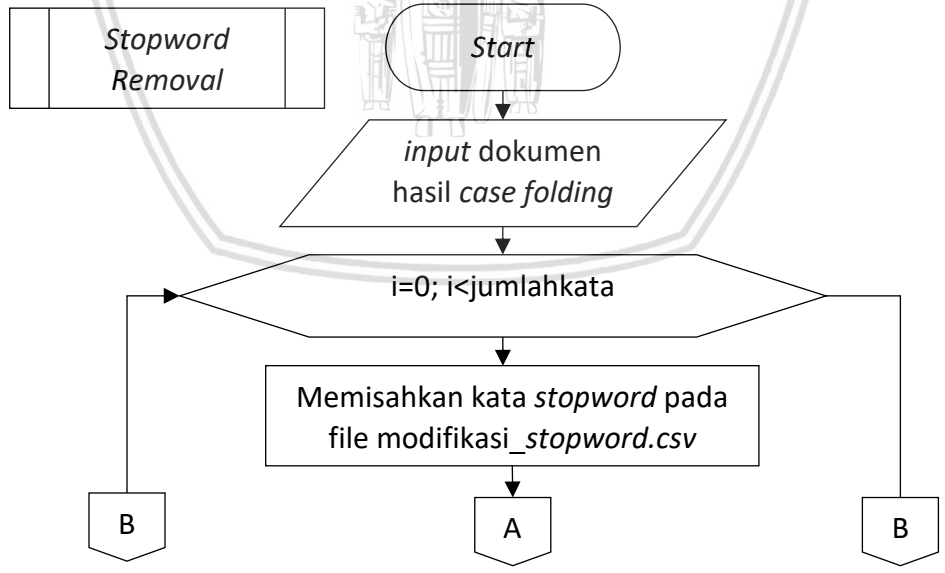 Stopword
Removal
Start
input dokumen
hasil case folding
i=0; i<jumlahkata
Memisahkan kata stopword pada
file modifikasi_stopword.csv
B
A
B